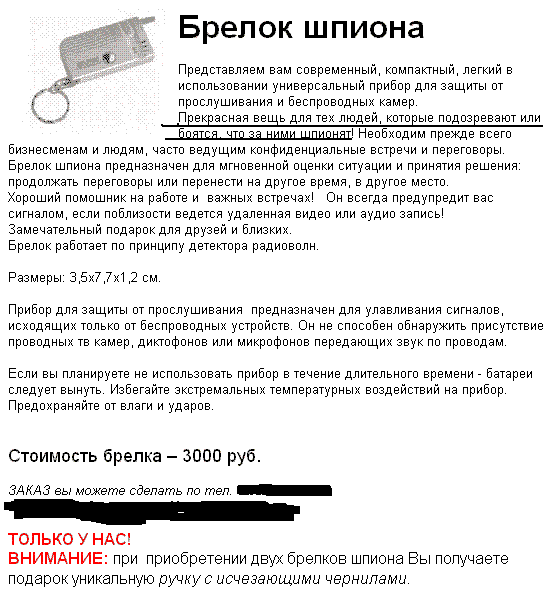 Брелок шпиона
Представляем вам современный, компактный, легкий в
использовании универсальный прибор для защиты от
прослушивания и беспроводных камер.
Прекрасная вещь для тех людей, которые подозревают или
боятся, что за ними шпионят! Необходим прежде всего
бизнесменам и людям, часто ведущим конфиденциальные встречи и переговоры.
Брелок шпиона предназначен для мгновенной оценки ситуации и принятия решения:
продолжать переговоры или перенести на другое время, в другое место.
Хороший помошник на работе и важных встречах! Он всегда предупредит вас
сигналом, если поблизости ведется удаленная видео или аудио запись!
Замечательный подарок для друзей и близких.
Брелок работает по принципу детектора радиоволн.
Размеры: 3,5х7,7х1,2 см.
Прибор для защиты от прослушивания предназначен для улавливания сигналов,
исходящих только от беспроводных устройств. Он не способен обнаружить присутствие
проводных тв камер, диктофонов или микрофонов передающих звук по проводам.
Если вы планируете не использовать прибор в течение длительного времени - батареи
следует вынуть. Избегайте экстремальных температурных воздействий на прибор.
Предохраняйте от влаги и ударов.
Стоимость брелка – 3000 руб.
ЗАКАЗ вы можете сделать по тел.
ТОЛЬКО У НАС!
ВНИМАНИЕ: при приобретении двух брелков шпиона Вы получаете
подарок уникальную ручку с исчезающими чернилами.